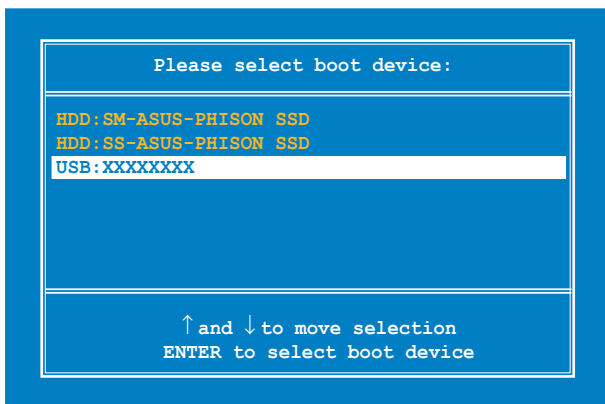 Please select boot device:
HDD:SM-ASUS-PHISON SSD
HDD:SS-ASUS-PHISON SSD
USB:XXXXXXXX
↑and ↓to move selection
ENTER to select boot device